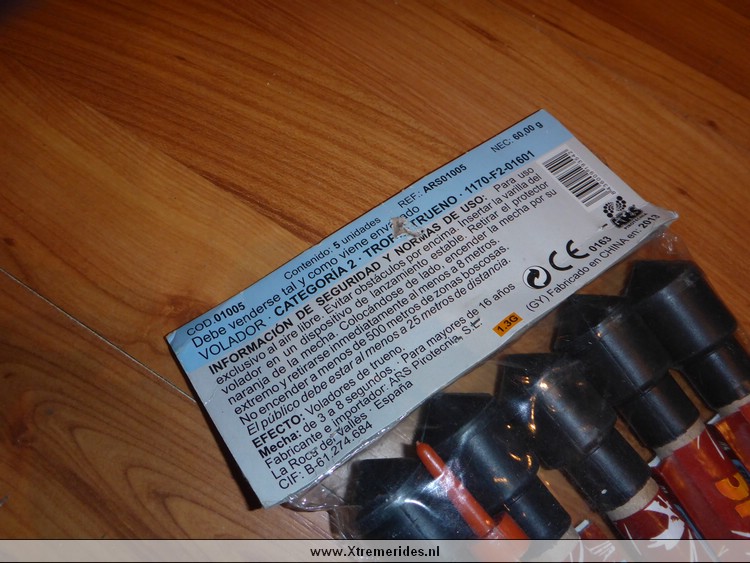 COD 01005
Contenido: 5 unidades
REF.: ARS01005
NEC: 60,00 g
Debe venderse tal y como viene envasado
VOLADOR · CATEGORÍA 2 · TRUENO · 1170-F2-01601
INFORMACIÓN DE SEGURIDAD Y NORMAS DE USO: Para uso
exclusivo al aire libre. Evitar obstáculos por encima. Insertar la varilla del
volador en un dispositivo de lanzamiento estable. Retirar el protector
naranja de la mecha. Colocándose de lado, encender la mecha por su
extremo y retirarse inmediatamente al menos 8 metros.
No encender a menos de 500 metros de zonas boscosas.
El público debe estar al menos a 25 metros de distancia.
EFECTO: Voladores de trueno.
Mecha: de 3 a 8 segundos. · Para mayores de 16 años
Fabricante e Importador: ARS Pirotecnia, S.L.
La Roca del Vallès · España
CIF: B-61.274.684
1.3G
CE 0163
(GY) Fabricado en CHINA en: 2013
ARS
www.Xtremerides.nl